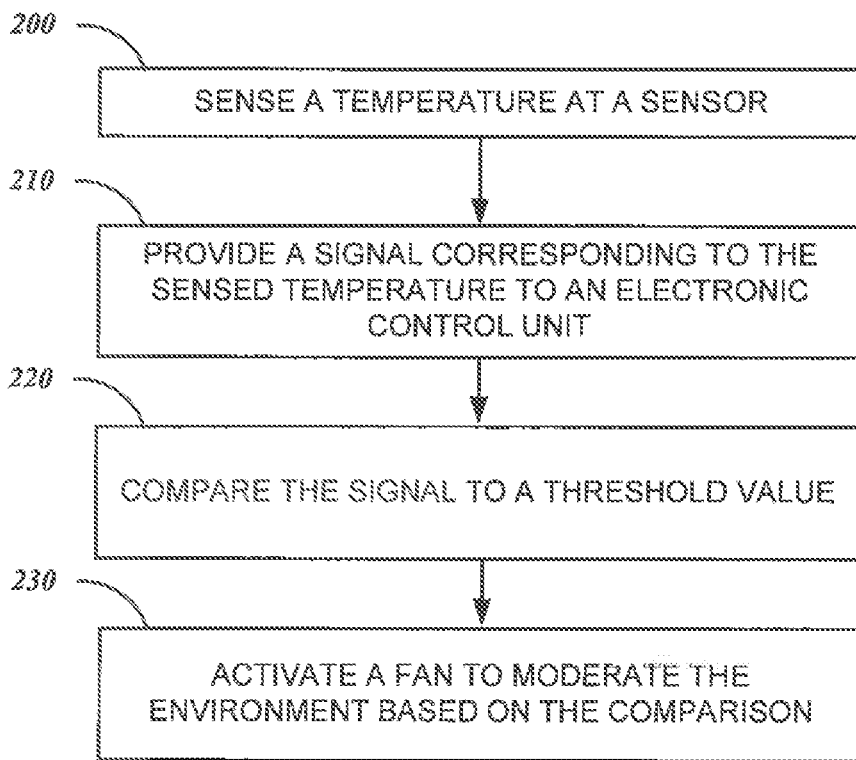 200
SENSE A TEMPERATURE AT A SENSOR
210
PROVIDE A SIGNAL CORRESPONDING TO THE
SENSED TEMPERATURE TO AN ELECTRONIC
CONTROL UNIT
220
COMPARE THE SIGNAL TO A THRESHOLD VALUE
230
ACTIVATE A FAN TO MODERATE THE
ENVIRONMENT BASED ON THE COMPARISON